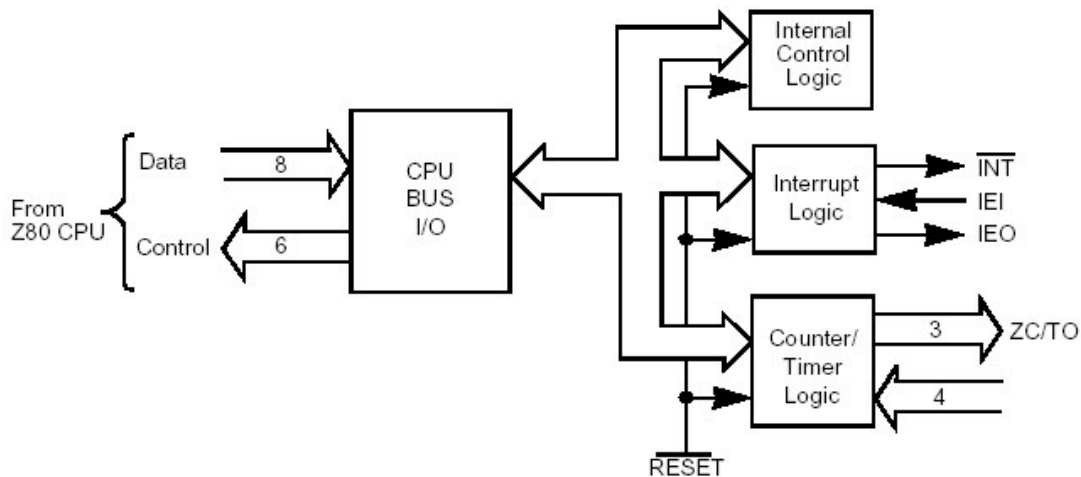 From
Z80 CPU
Data
8
Control
6
CPU
BUS
I/O
Internal
Control
Logic
Interrupt
Logic
INT
IEI
IEO
Counter/
Timer
Logic
3
ZC/TO
4
RESET